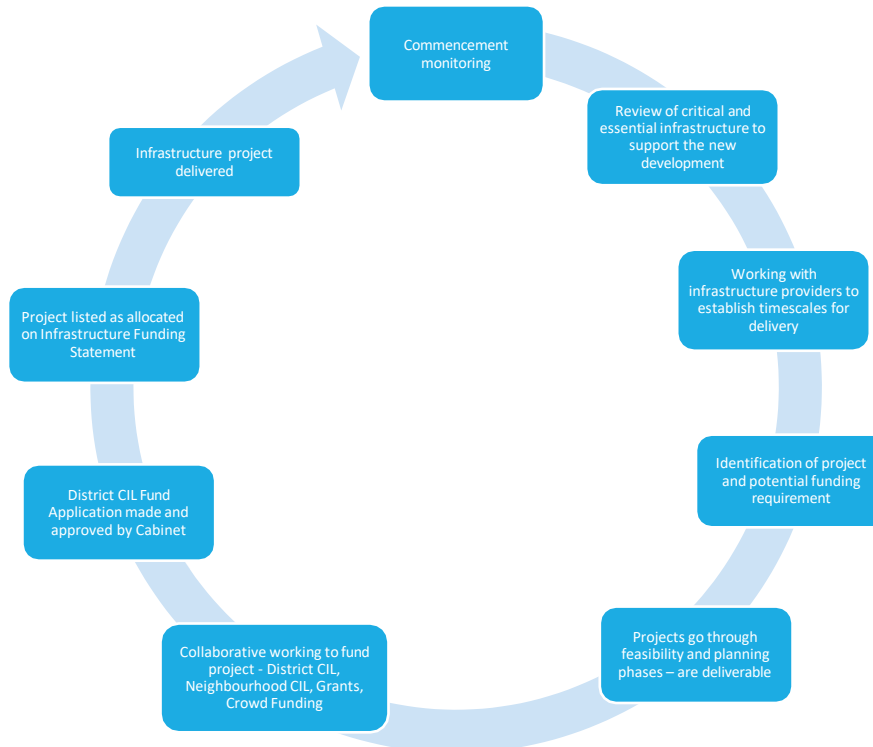 Commencement
monitoring
Review of critical and
essential infrastructure to
support the new
development
Working with
infrastructure providers to
establish timescales for
delivery
Identification of project
and potential funding
requirement
Projects go through
feasibility and planning
phases – are deliverable
Collaborative working to fund
project - District CIL,
Neighbourhood CIL, Grants,
Crowd Funding
District CIL Fund
Application made and
approved by Cabinet
Project listed as allocated
on Infrastructure Funding
Statement
Infrastructure project
delivered